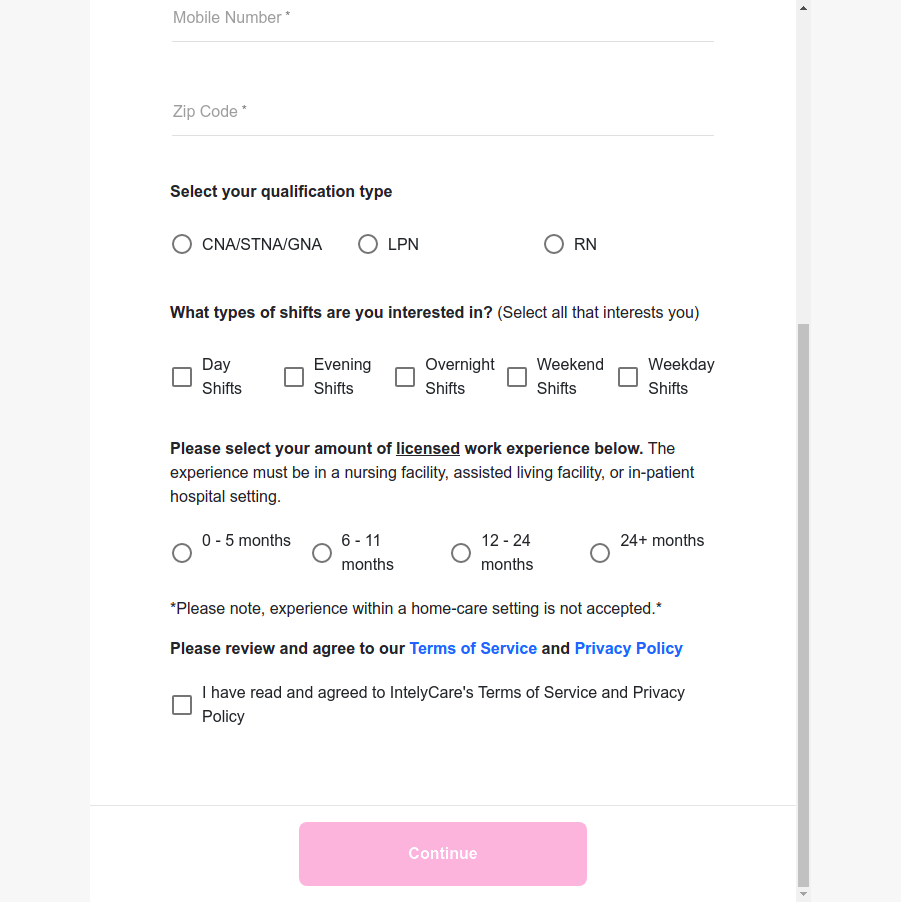 Mobile Number *
Zip Code *
Select your qualification type
CNA/STNA/GNA LPN RN
What types of shifts are you interested in? (Select all that interests you)
Day Shifts
Evening Shifts
Overnight Shifts
Weekend Shifts
Weekday Shifts
Please select your amount of licensed work experience below. The
experience must be in a nursing facility, assisted living facility, or in-patient
hospital setting.
0 - 5 months
6 - 11 months
12 - 24 months
24+ months
*Please note, experience within a home-care setting is not accepted.*
Please review and agree to our Terms of Service and Privacy Policy
I have read and agreed to IntelyCare's Terms of Service and Privacy
Policy
Continue